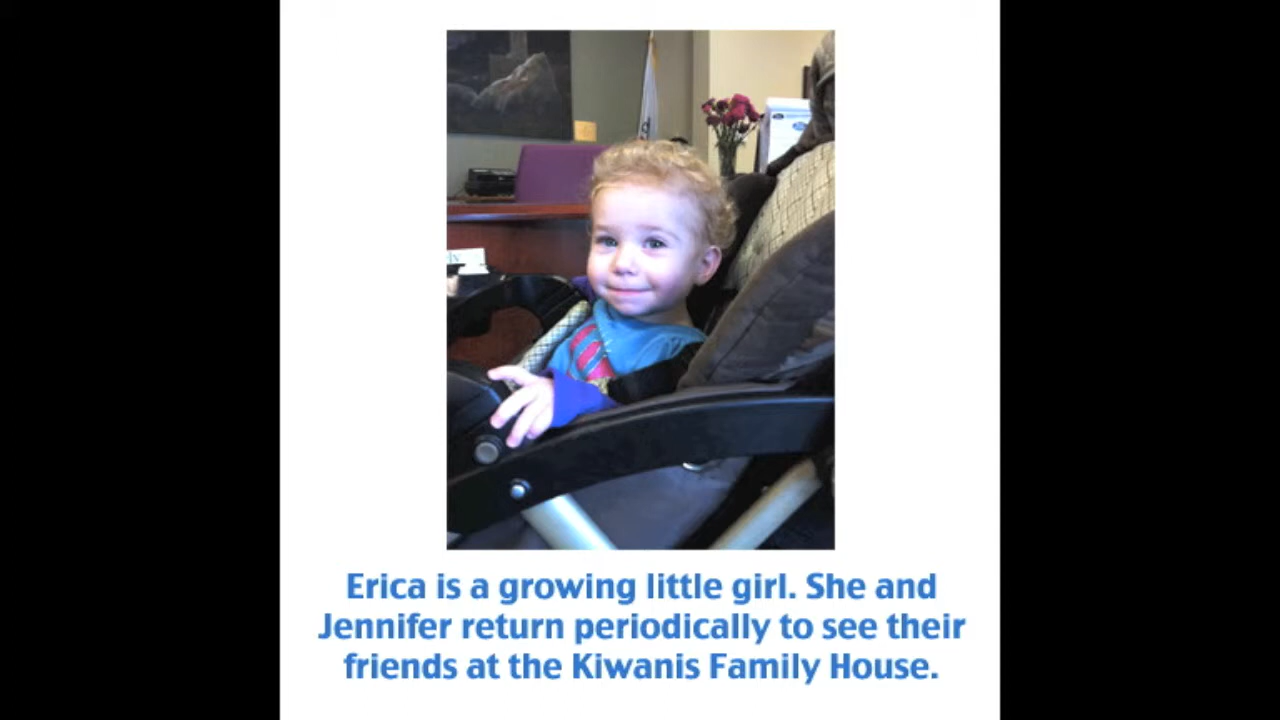 Erica is a growing little girl. She and
Jennifer return periodically to see their
friends at the Kiwanis Family House.